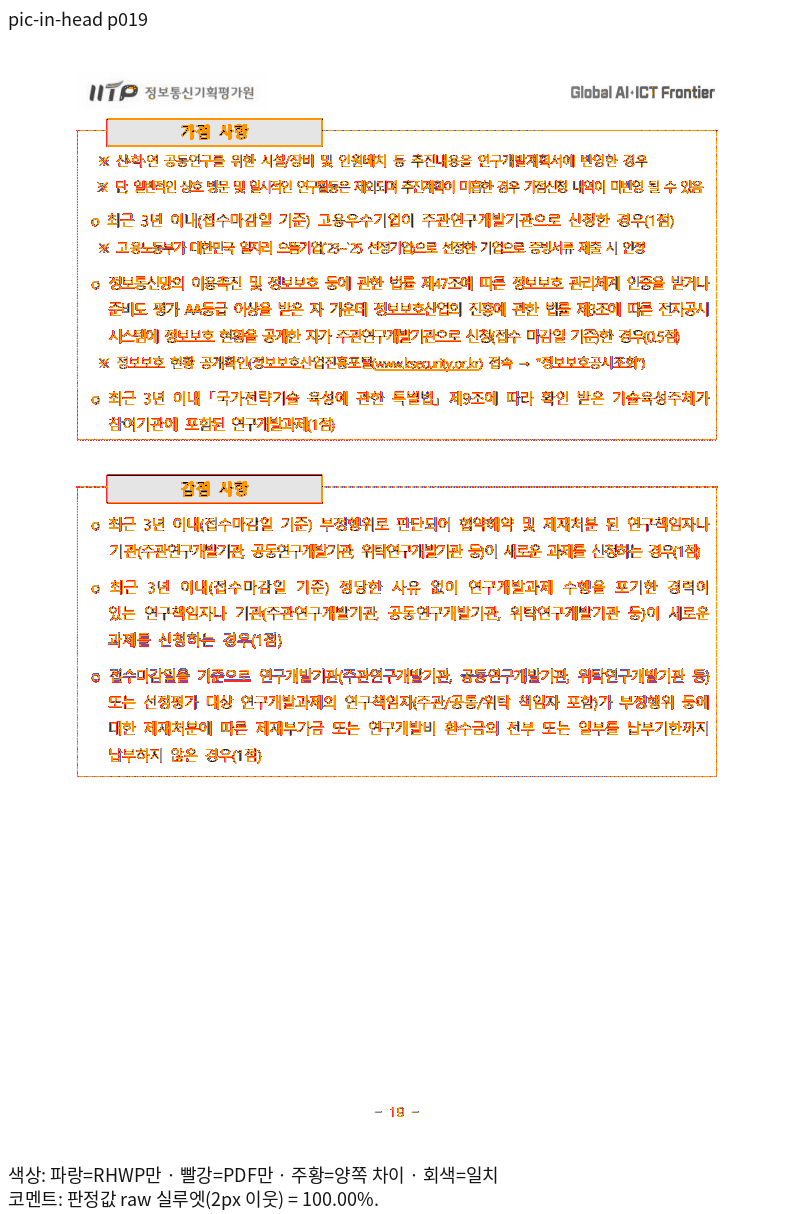 pic-in-head p019
IITP 정보통신기획평가원
Global AI·ICT Frontier
가점 사항
※ 산·학·연 공동연구를 위한 시설/장비 및 인원배치 등 추진내용을 연구개발계획서에 반영한 경우
※ 단, 일반적인 상호 방문 및 일시적인 연구활동은 제외되며 추진계획이 미흡한 경우 가점신청 내역이 미반영 될 수 있음
o 최근 3년 이내(접수마감일 기준) 고용우수기업이 주관연구개발기관으로 신청한 경우(1점)
※ 고용노동부가 대한민국 일자리 으뜸기업('23~'25 선정기업)으로 선정한 기업으로 증빙서류 제출 시 인정
o 정보통신망의 이용촉진 및 정보보호 등에 관한 법률 제47조에 따른 정보보호 관리체계 인증을 받거나
준비도 평가 AA등급 이상을 받은 자 가운데 정보보호산업의 진흥에 관한 법률 제13조에 따른 전자공시
시스템에 정보보호 현황을 공개한 자가 주관연구개발기관으로 신청(접수 마감일 기준)한 경우(0.5점)
※ 정보보호 현황 공개확인(정보보호산업진흥포털(www.ksecurity.or.kr) 접속 → "정보보호공시조회")
o 최근 3년 이내 「국가전략기술 육성에 관한 특별법」 제9조에 따라 확인 받은 기술육성주체가
참여기관에 포함된 연구개발과제(1점)
감점 사항
o 최근 3년 이내(접수마감일 기준) 부정행위로 판단되어 협약해약 및 제재처분 된 연구책임자나
기관(주관연구개발기관, 공동연구개발기관, 위탁연구개발기관 등)이 새로운 과제를 신청하는 경우(1점)
o 최근 3년 이내(접수마감일 기준) 정당한 사유 없이 연구개발과제 수행을 포기한 경력이
있는 연구책임자나 기관(주관연구개발기관, 공동연구개발기관, 위탁연구개발기관 등)이 새로운
과제를 신청하는 경우(1점)
o 접수마감일을 기준으로 연구개발기관(주관연구개발기관, 공동연구개발기관, 위탁연구개발기관 등)
또는 선정평가 대상 연구개발과제의 연구책임자(주관/공동/위탁 책임자 포함)가 부정행위 등에
대한 제재처분에 따른 제재부가금 또는 연구개발비 환수금의 전부 또는 일부를 납부기한까지
납부하지 않은 경우(1점)
- 19 -
색상: 파랑=RHWP만 · 빨강=PDF만 · 주황=양쪽 차이 · 회색=일치
코멘트: 판정값 raw 실루엣(2px 이웃) = 100.00%.